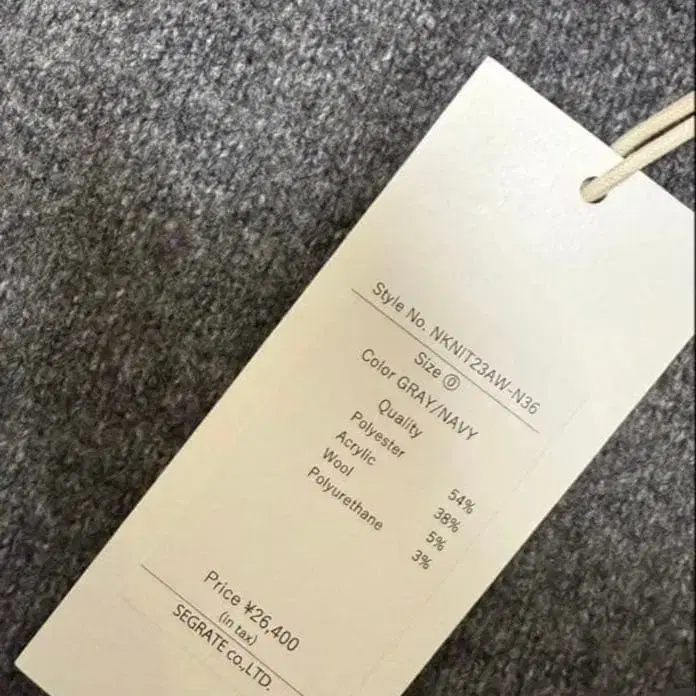 Style No. NKNIT23AW-N36
Size ⓪
Color GRAY/NAVY
Quality
Polyester 54%
Acrylic 38%
Wool 5%
Polyurethane 3%
Price ¥26,400
(in tax)
SEGRATE co.,LTD.